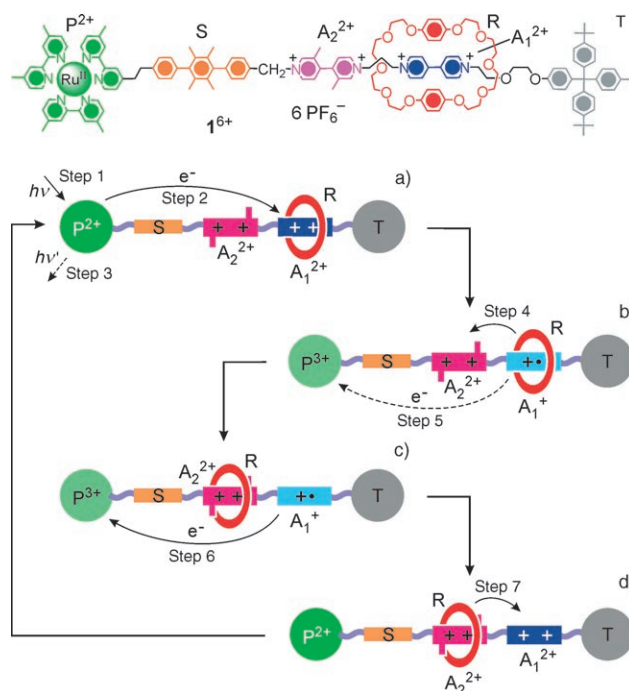 P²⁺ S A₂²⁺ R A₁²⁺ T
N N N N N N Ruᴵᴵ CH₂ N⁺ N⁺ N⁺ N⁺ O O O O O O O O O O O O
1⁶⁺ 6 PF₆⁻
Step 1 hν e⁻ Step 2 R a)
P²⁺ S + + A₂²⁺ + + A₁²⁺ T
hν' Step 3
Step 4 R b
P³⁺ S + + A₂²⁺ +• A₁⁺ T
e⁻ Step 5
A₂²⁺ R c)
P³⁺ S + + +• A₁⁺ T
e⁻ Step 6
R Step 7 d
P²⁺ S + + A₂²⁺ + + A₁²⁺ T